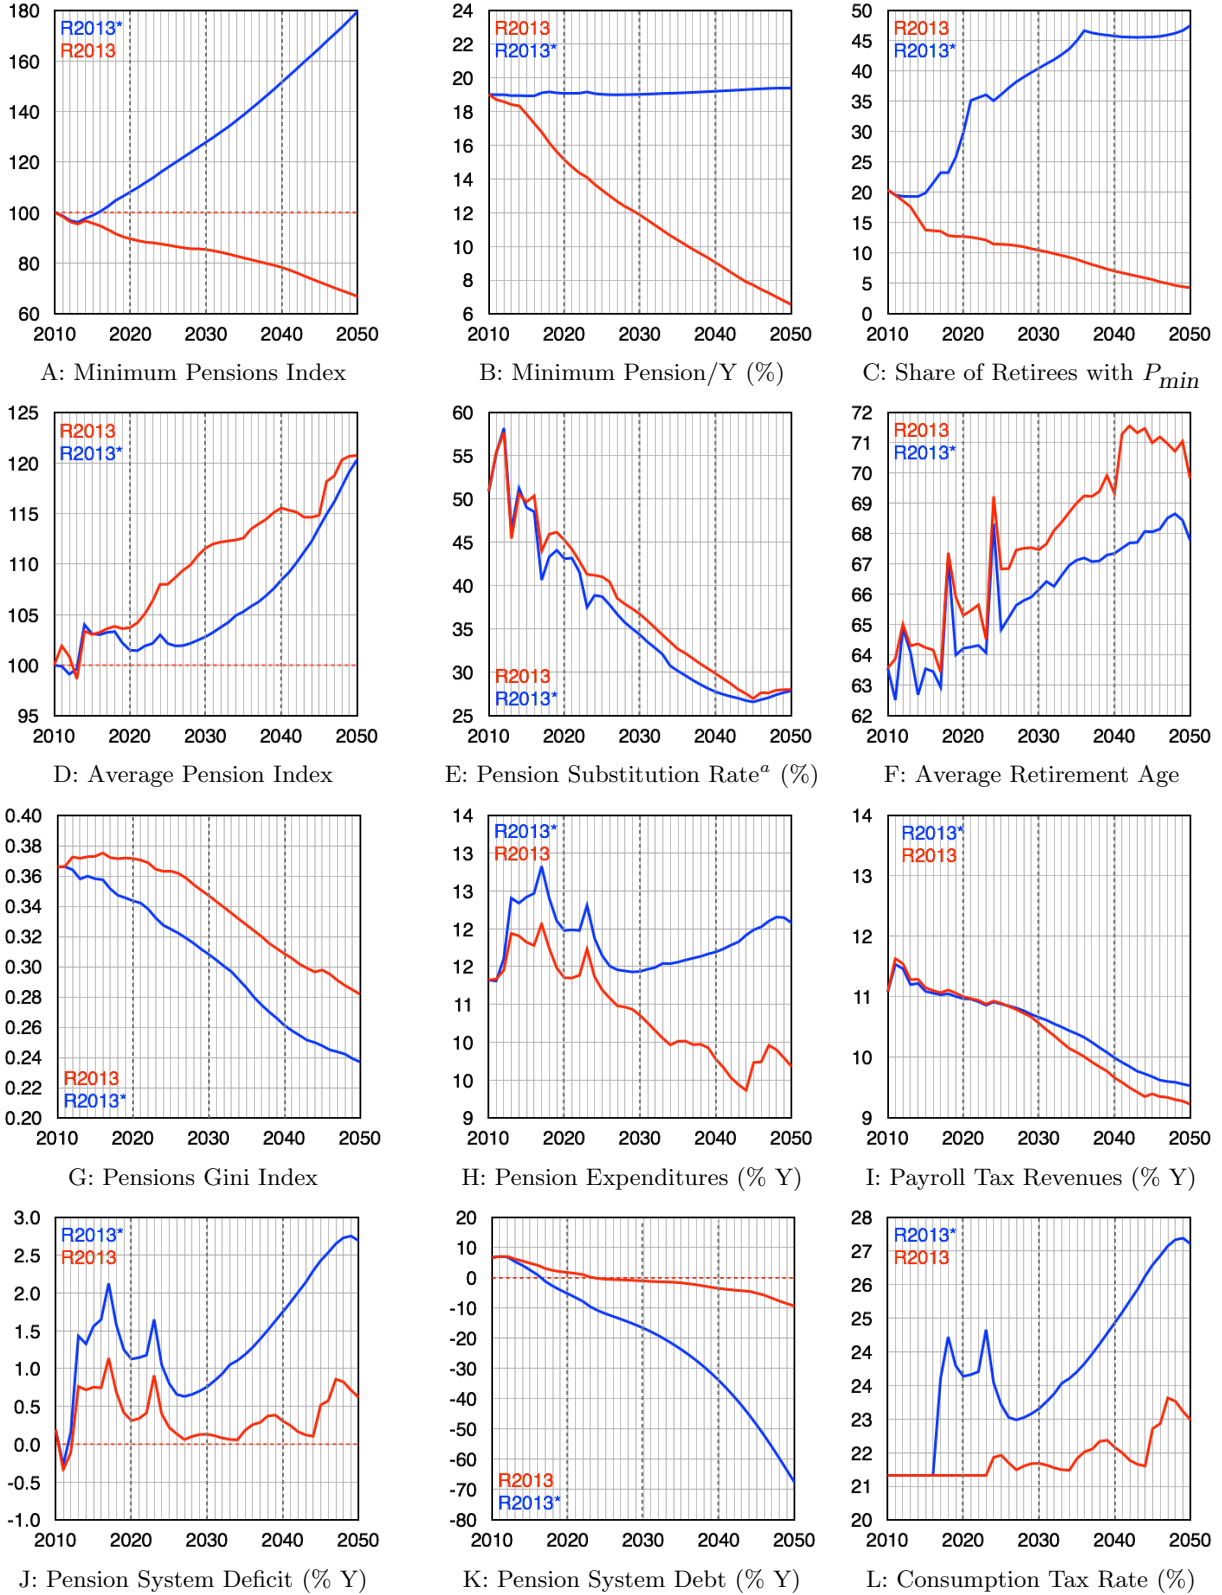 180
160
140
120
100
80
60
R2013*
R2013
2010 2020 2030 2040 2050
A: Minimum Pensions Index
24
22
20
18
16
14
12
10
8
6
R2013
R2013*
2010 2020 2030 2040 2050
B: Minimum Pension/Y (%)
50
45
40
35
30
25
20
15
10
5
0
R2013
R2013*
2010 2020 2030 2040 2050
C: Share of Retirees with Pmin
125
120
115
110
105
100
95
R2013
R2013*
2010 2020 2030 2040 2050
D: Average Pension Index
60
55
50
45
40
35
30
25
R2013
R2013*
2010 2020 2030 2040 2050
E: Pension Substitution Rate^a (%)
72
71
70
69
68
67
66
65
64
63
62
R2013
R2013*
2010 2020 2030 2040 2050
F: Average Retirement Age
0.40
0.38
0.36
0.34
0.32
0.30
0.28
0.26
0.24
0.22
0.20
R2013
R2013*
2010 2020 2030 2040 2050
G: Pensions Gini Index
14
13
13
12
12
11
10
10
9
R2013*
R2013
2010 2020 2030 2040 2050
H: Pension Expenditures (% Y)
14
13
12
11
10
9
R2013*
R2013
2010 2020 2030 2040 2050
I: Payroll Tax Revenues (% Y)
3.0
2.5
2.0
1.5
1.0
0.5
0.0
-0.5
-1.0
R2013*
R2013
2010 2020 2030 2040 2050
J: Pension System Deficit (% Y)
20
10
0
-10
-20
-30
-40
-50
-60
-70
-80
R2013
R2013*
2010 2020 2030 2040 2050
K: Pension System Debt (% Y)
28
27
26
25
24
23
22
21
20
R2013*
R2013
2010 2020 2030 2040 2050
L: Consumption Tax Rate (%)